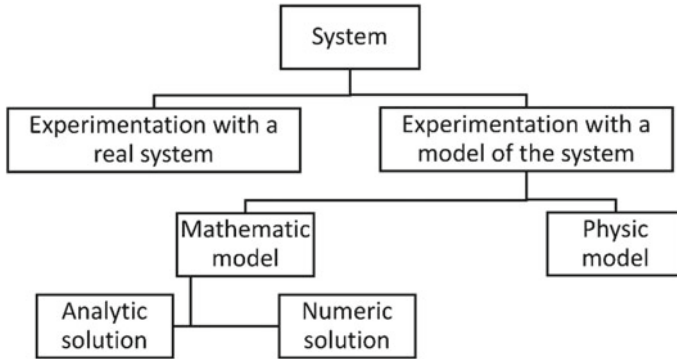 System
Experimentation with a
real system
Experimentation with a
model of the system
Mathematic
model
Physic
model
Analytic
solution
Numeric
solution